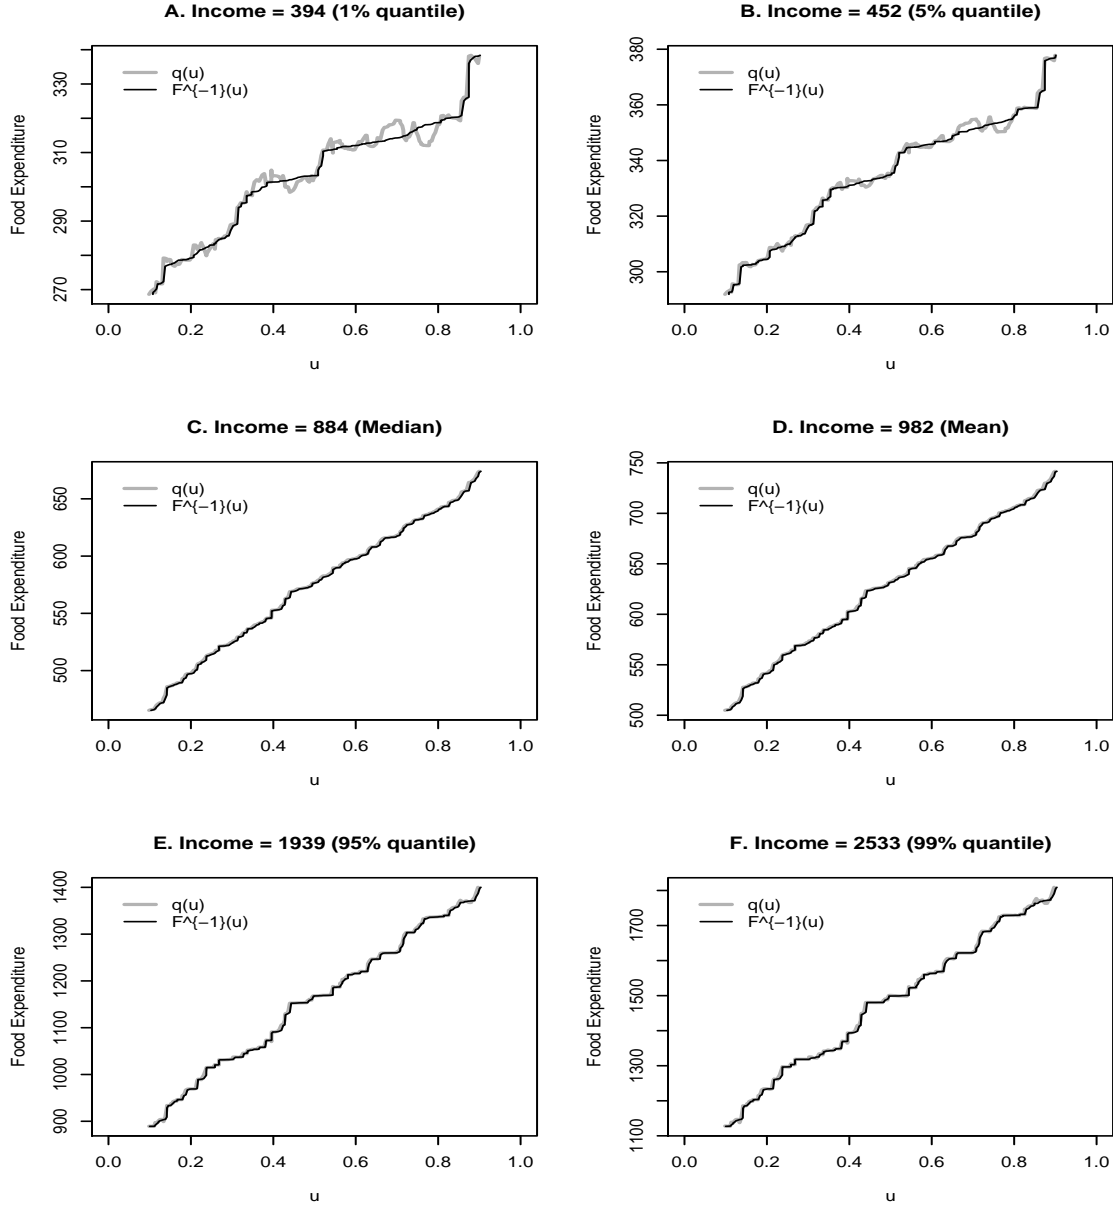 A. Income = 394 (1% quantile)
q(u)
F^{−1}(u)
Food Expenditure
270 290 310 330
0.0 0.2 0.4 0.6 0.8 1.0
u
B. Income = 452 (5% quantile)
q(u)
F^{−1}(u)
Food Expenditure
300 320 340 360 380
0.0 0.2 0.4 0.6 0.8 1.0
u
C. Income = 884 (Median)
q(u)
F^{−1}(u)
Food Expenditure
500 550 600 650
0.0 0.2 0.4 0.6 0.8 1.0
u
D. Income = 982 (Mean)
q(u)
F^{−1}(u)
Food Expenditure
500 550 600 650 700 750
0.0 0.2 0.4 0.6 0.8 1.0
u
E. Income = 1939 (95% quantile)
q(u)
F^{−1}(u)
Food Expenditure
900 1000 1100 1200 1300 1400
0.0 0.2 0.4 0.6 0.8 1.0
u
F. Income = 2533 (99% quantile)
q(u)
F^{−1}(u)
Food Expenditure
1100 1300 1500 1700
0.0 0.2 0.4 0.6 0.8 1.0
u